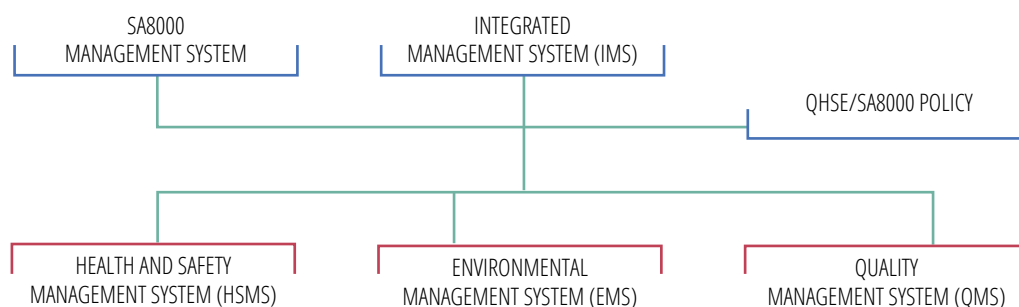 SA8000
MANAGEMENT SYSTEM
INTEGRATED
MANAGEMENT SYSTEM (IMS)
QHSE/SA8000 POLICY
HEALTH AND SAFETY
MANAGEMENT SYSTEM (HSMS)
ENVIRONMENTAL
MANAGEMENT SYSTEM (EMS)
QUALITY
MANAGEMENT SYSTEM (QMS)